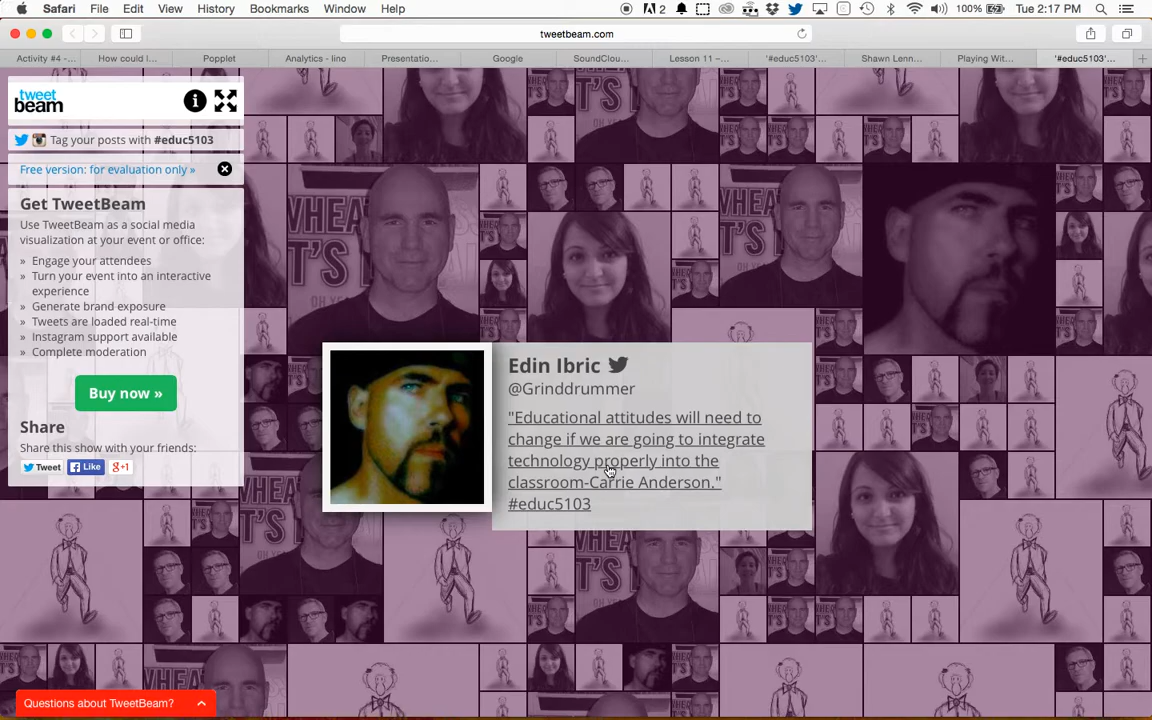 Safari File Edit View History Bookmarks Window Help 2 100% Tue 2:17 PM
tweetbeam.com
Activity #4 -... How could I... Popplet Analytics - lino Presentatio... Google SoundClou... Lesson 11 –... '#educ5103'... Shawn Lenn... Playing Wit... '#educ5103'...
tweet
beam
Tag your posts with #educ5103
Free version: for evaluation only »
Get TweetBeam
Use TweetBeam as a social media
visualization at your event or office:
» Engage your attendees
» Turn your event into an interactive
experience
» Generate brand exposure
» Tweets are loaded real-time
» Instagram support available
» Complete moderation
Buy now »
Share
Share this show with your friends:
Tweet Like g+1
Edin Ibric
@Grinddrummer
"Educational attitudes will need to
change if we are going to integrate
technology properly into the
classroom-Carrie Anderson."
#educ5103
Questions about TweetBeam?